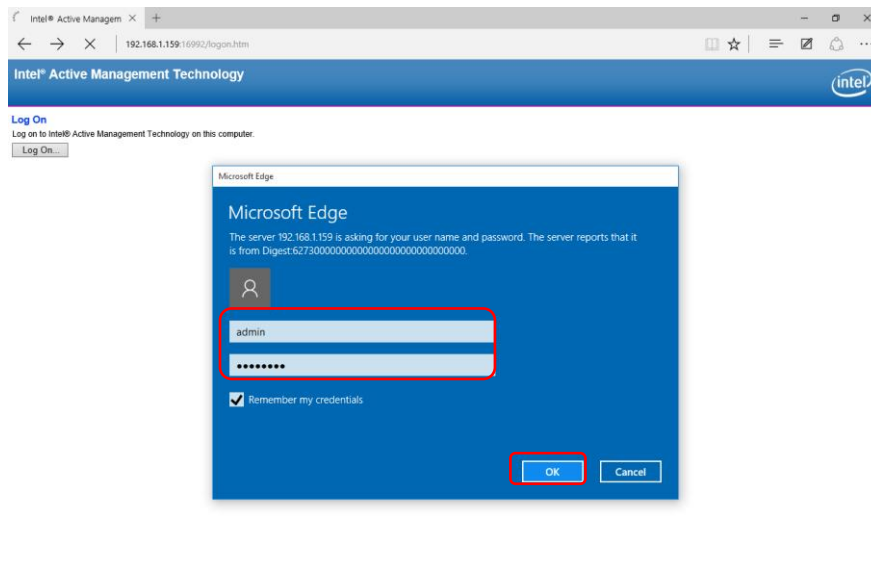 Intel® Active Managem
192.168.1.159:16992/logon.htm
Intel® Active Management Technology
intel
Log On
Log on to Intel® Active Management Technology on this computer.
Log On...
Microsoft Edge
Microsoft Edge
The server 192.168.1.159 is asking for your user name and password. The server reports that it
is from Digest:62730000000000000000000000000000.
admin
••••••••
Remember my credentials
OK
Cancel